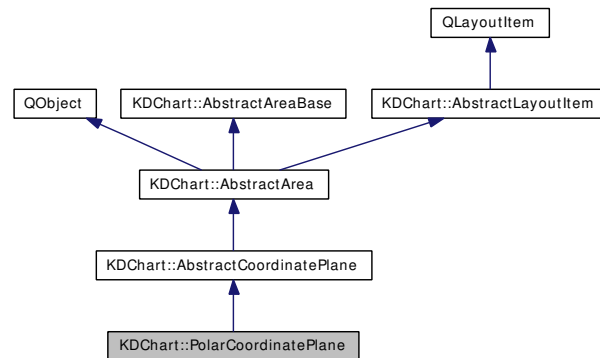 QLayoutItem
QObject
KDChart::AbstractAreaBase
KDChart::AbstractLayoutItem
KDChart::AbstractArea
KDChart::AbstractCoordinatePlane
KDChart::PolarCoordinatePlane